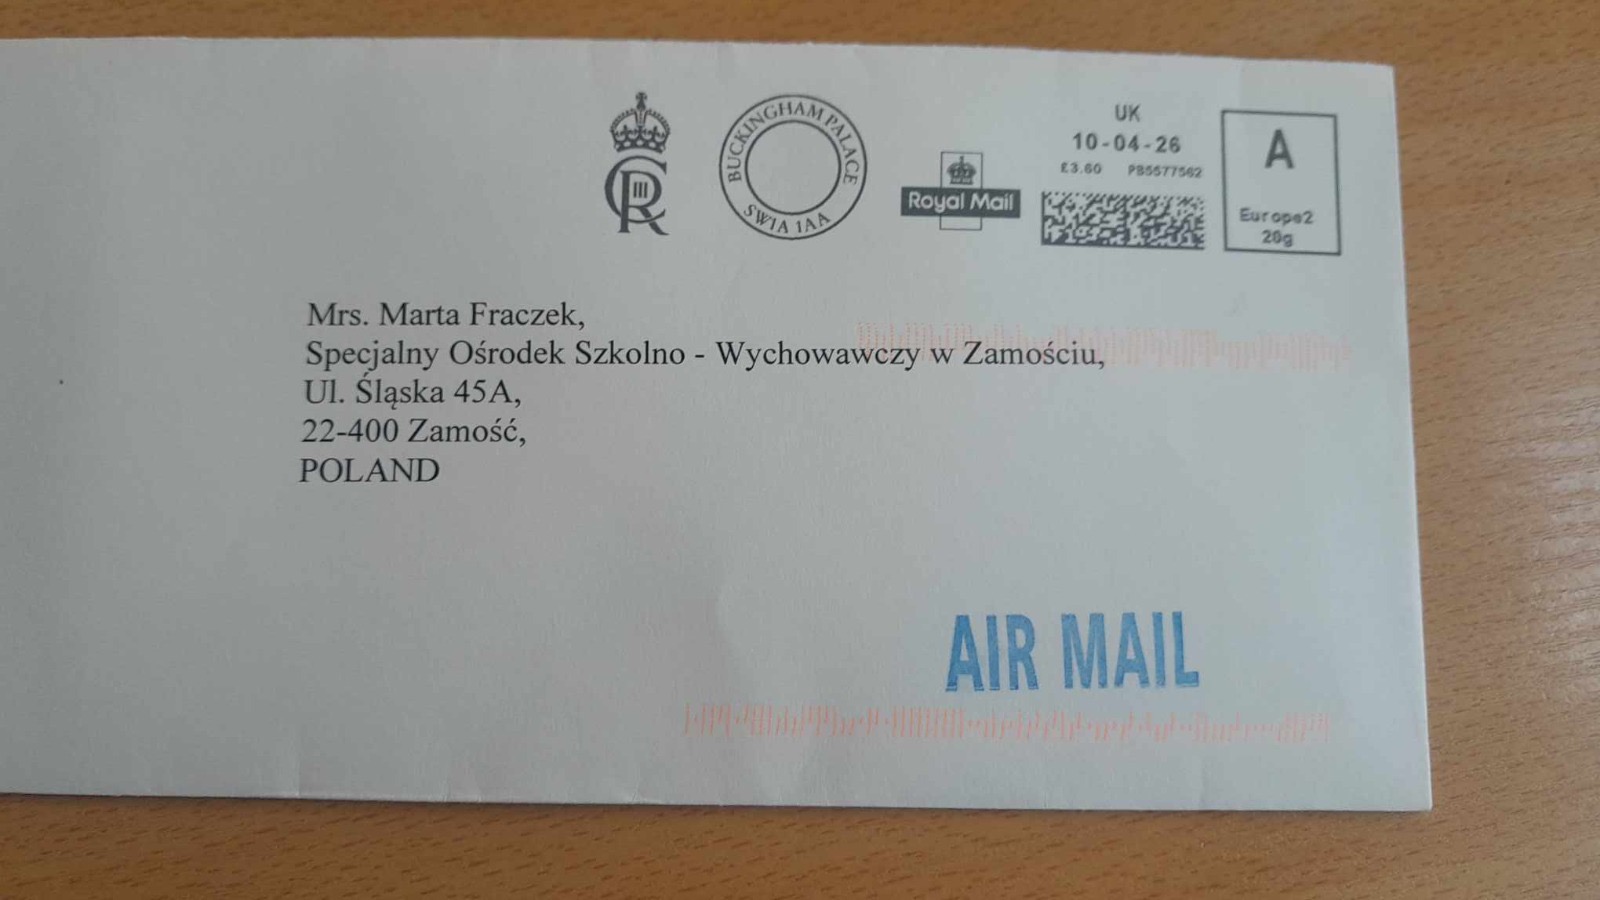 CR III
BUCKINGHAM PALACE
SW1A 1AA
Royal Mail
UK
10-04-26
£3.60 PB5577562
A
Europe2
20g
Mrs. Marta Fraczek,
Specjalny Ośrodek Szkolno - Wychowawczy w Zamościu,
Ul. Śląska 45A,
22-400 Zamość,
POLAND
AIR MAIL